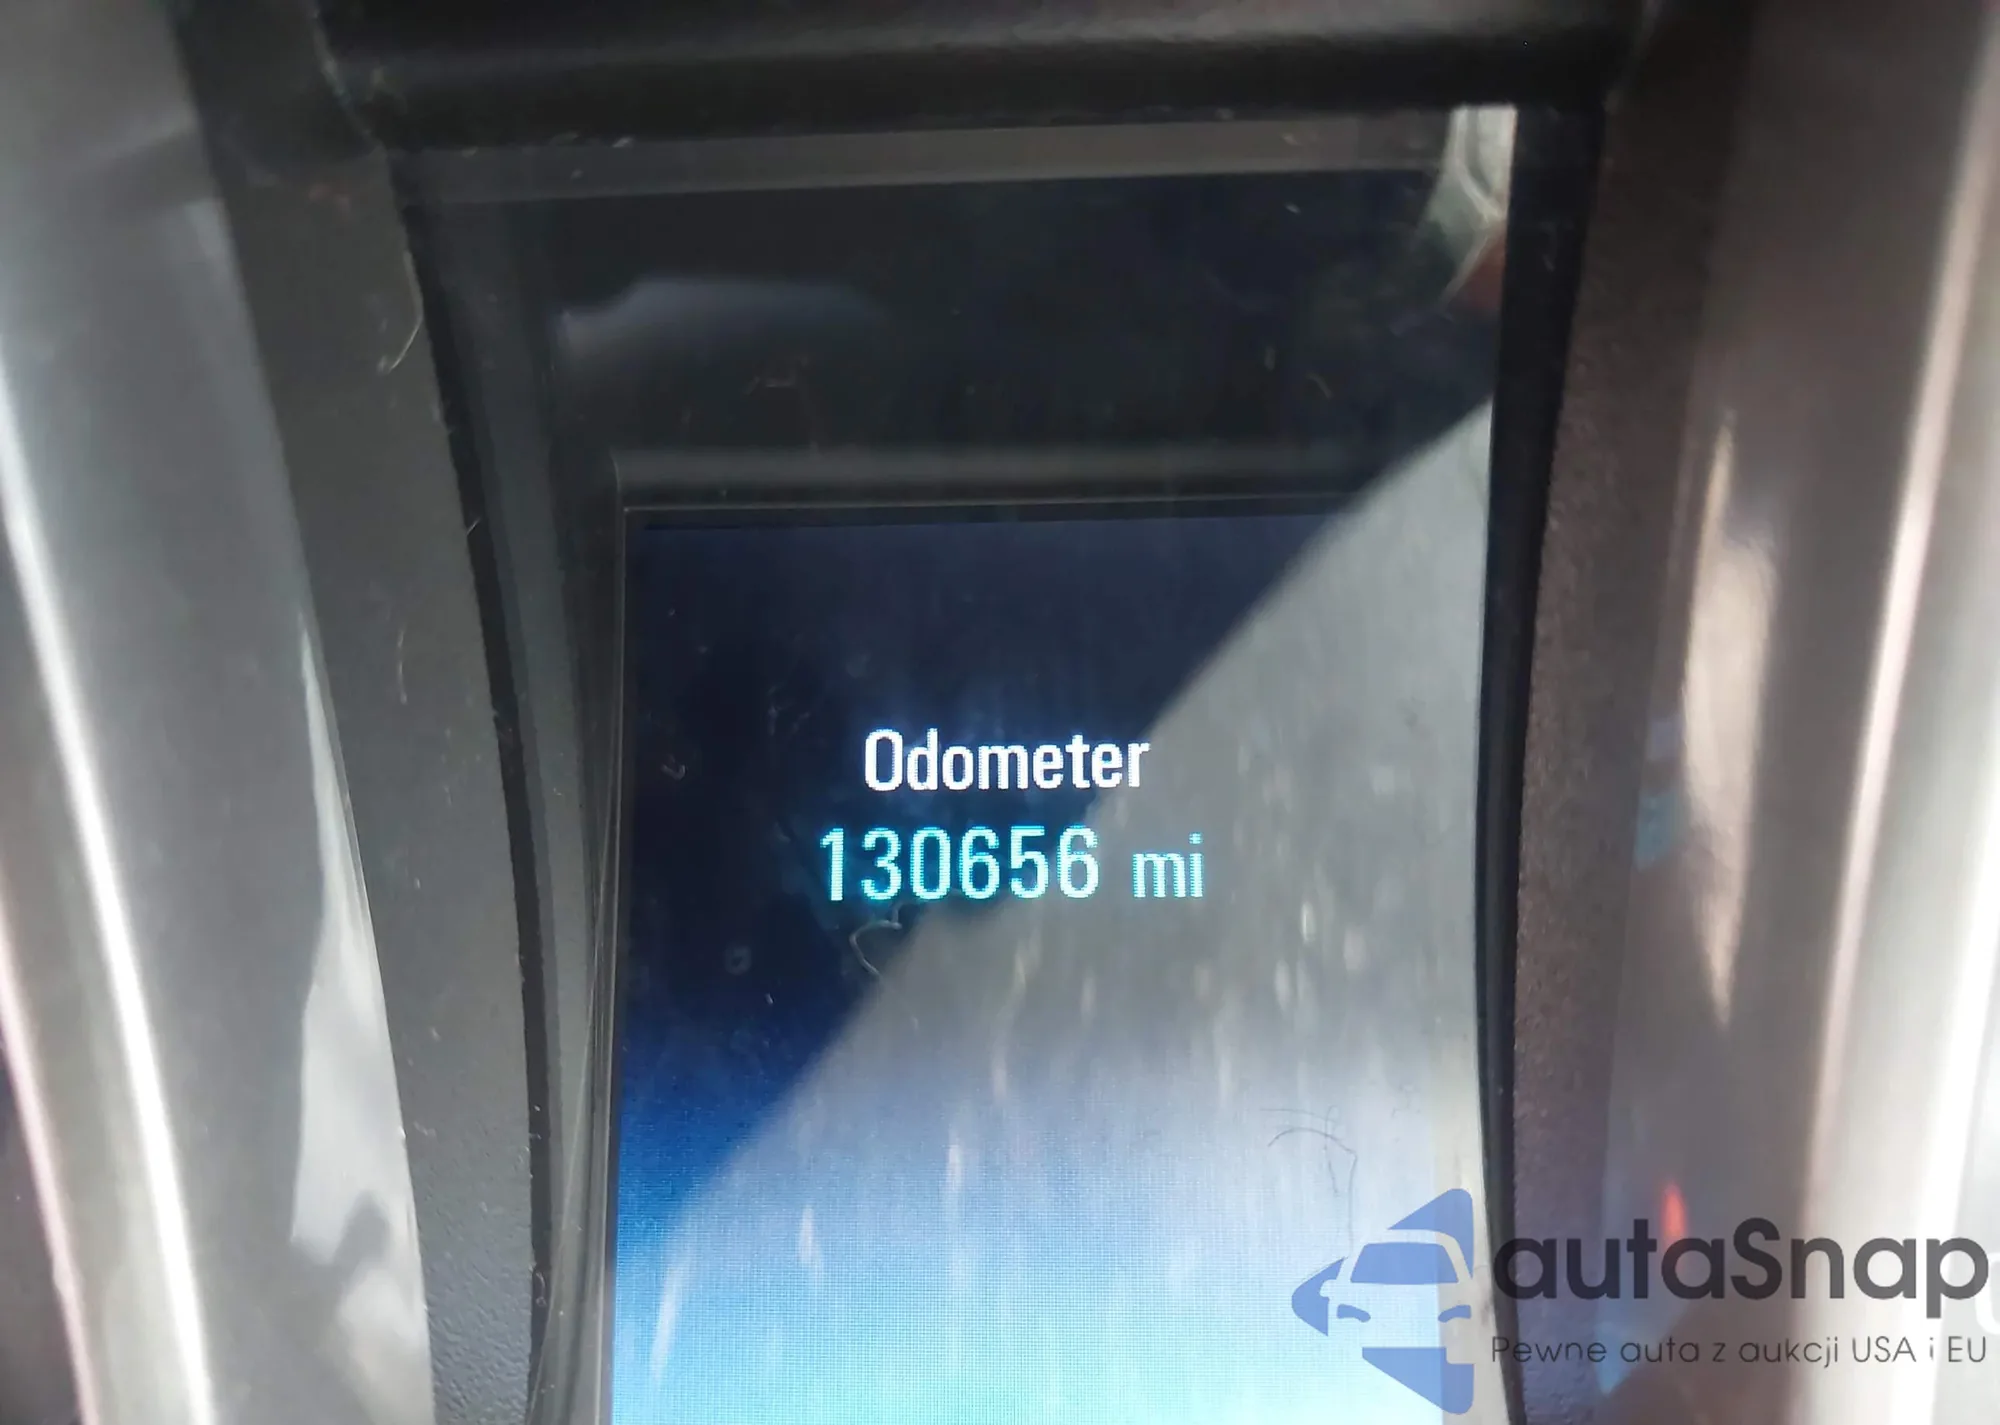 Odometer
130656 mi
autaSnap
Pewne auta z aukcji USA i EU